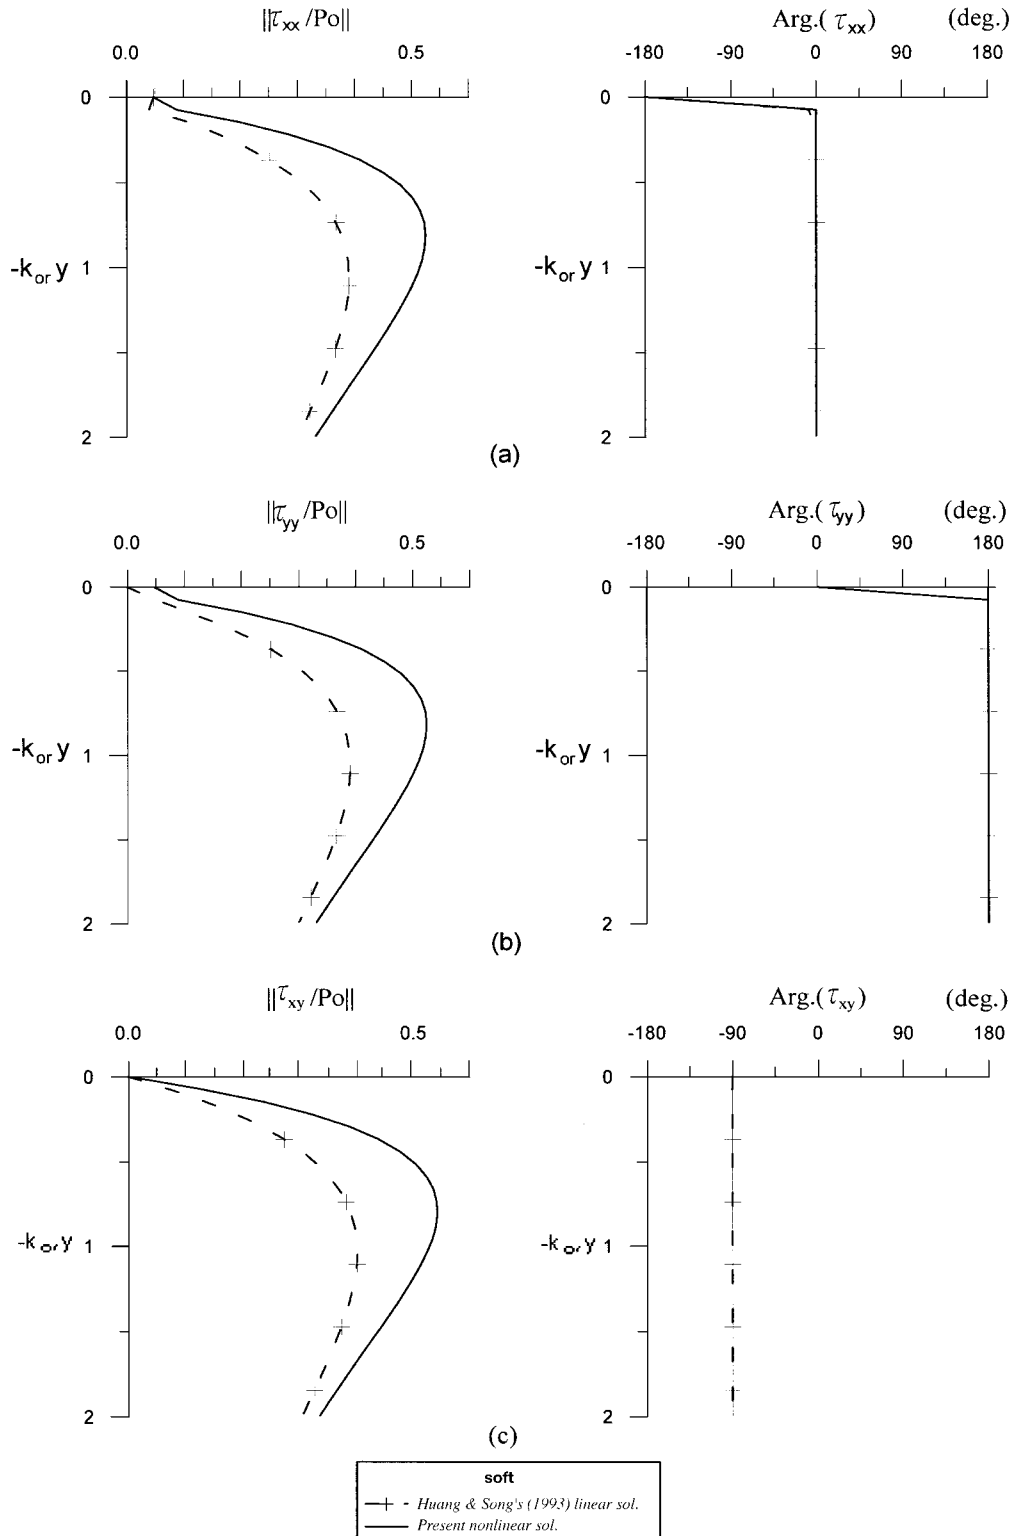 ||τxx/Po|| Arg.(τxx) (deg.)
0.0 0.5 -180 -90 0 90 180
0 0
-kor y 1 -kor y 1
2 2
(a)
||τyy/Po|| Arg.(τyy) (deg.)
0.0 0.5 -180 -90 0 90 180
0 0
-kor y 1 -kor y 1
2 2
(b)
||τxy/Po|| Arg.(τxy) (deg.)
0.0 0.5 -180 -90 0 90 180
0 0
-kor y 1 -kor y 1
2 2
(c)
soft
Huang & Song's (1993) linear sol.
Present nonlinear sol.